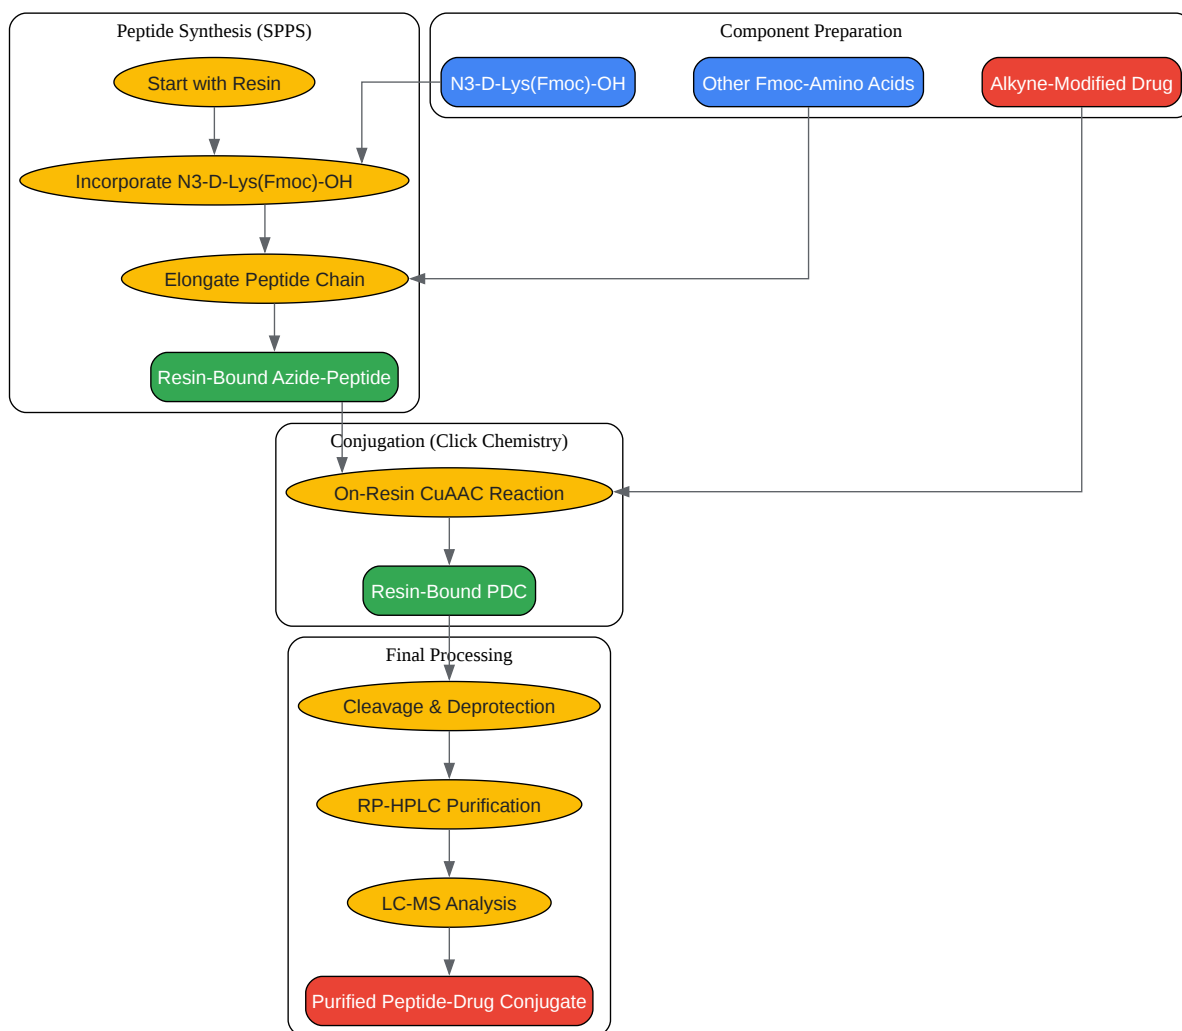 Peptide Synthesis (SPPS)
Component Preparation
Start with Resin
N3-D-Lys(Fmoc)-OH
Other Fmoc-Amino Acids
Alkyne-Modified Drug
Incorporate N3-D-Lys(Fmoc)-OH
Elongate Peptide Chain
Resin-Bound Azide-Peptide
Conjugation (Click Chemistry)
On-Resin CuAAC Reaction
Resin-Bound PDC
Final Processing
Cleavage & Deprotection
RP-HPLC Purification
LC-MS Analysis
Purified Peptide-Drug Conjugate